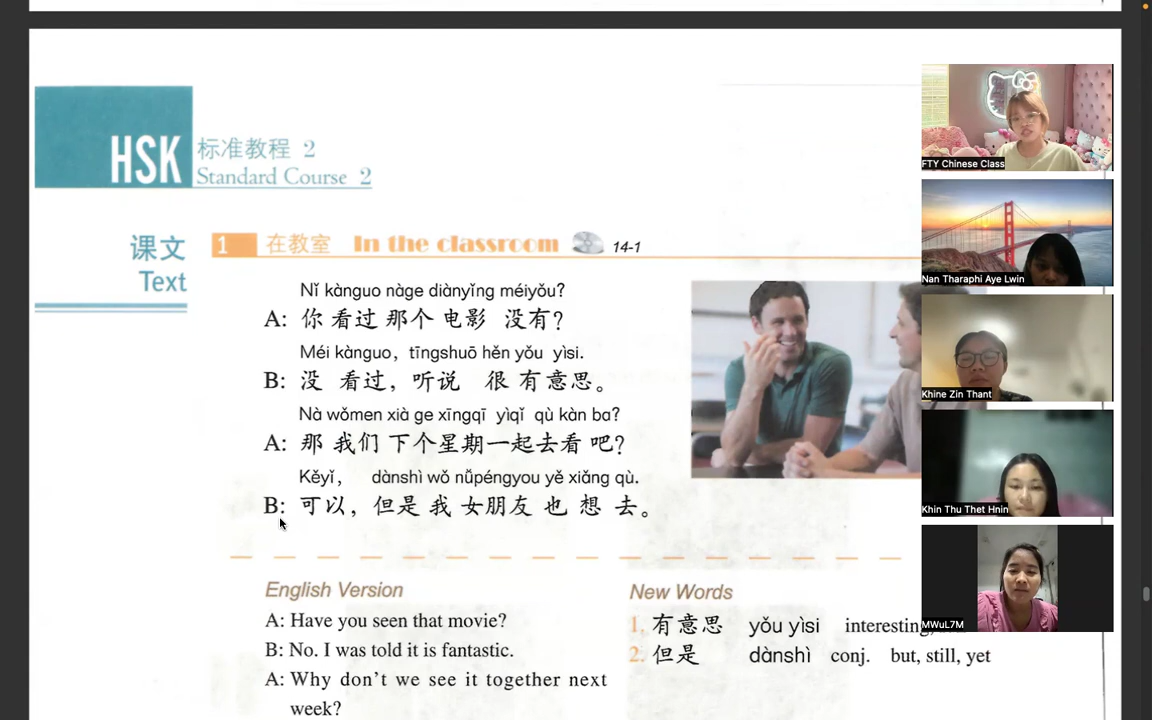 HSK 标准教程 2
Standard Course 2
课文
Text
1 在教室 In the classroom 14-1
Nǐ kànguo nàge diànyǐng méiyǒu?
A: 你看过那个电影没有?
Méi kànguo, tīngshuō hěn yǒu yìsi.
B: 没看过，听说很有意思。
Nà wǒmen xià ge xīngqī yìqǐ qù kàn ba?
A: 那我们下个星期一起去看吧?
Kěyǐ, dànshì wǒ nǚpéngyou yě xiǎng qù.
B: 可以，但是我女朋友也想去。
English Version
A: Have you seen that movie?
B: No. I was told it is fantastic.
A: Why don't we see it together next
week?
New Words
1. 有意思 yǒu yìsi interesting,
2. 但是 dànshì conj. but, still, yet
FTY Chinese Class
Nan Tharaphi Aye Lwin
Khine Zin Thant
Khin Thu Thet Hnin
MWuL7M